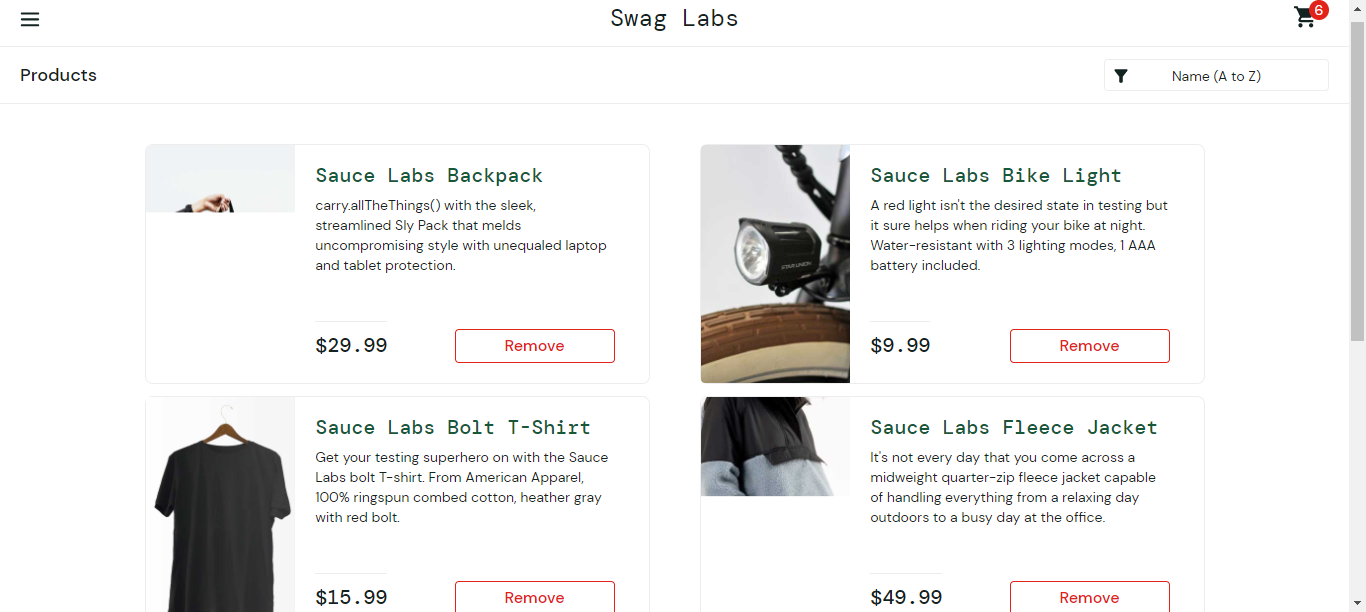 Swag Labs
6
Products
Name (A to Z)
Sauce Labs Backpack
carry.allTheThings() with the sleek,
streamlined Sly Pack that melds
uncompromising style with unequaled laptop
and tablet protection.
$29.99
Remove
Sauce Labs Bike Light
A red light isn't the desired state in testing but
it sure helps when riding your bike at night.
Water-resistant with 3 lighting modes, 1 AAA
battery included.
STAR UNION
$9.99
Remove
Sauce Labs Bolt T-Shirt
Get your testing superhero on with the Sauce
Labs bolt T-shirt. From American Apparel,
100% ringspun combed cotton, heather gray
with red bolt.
$15.99
Remove
Sauce Labs Fleece Jacket
It's not every day that you come across a
midweight quarter-zip fleece jacket capable
of handling everything from a relaxing day
outdoors to a busy day at the office.
$49.99
Remove